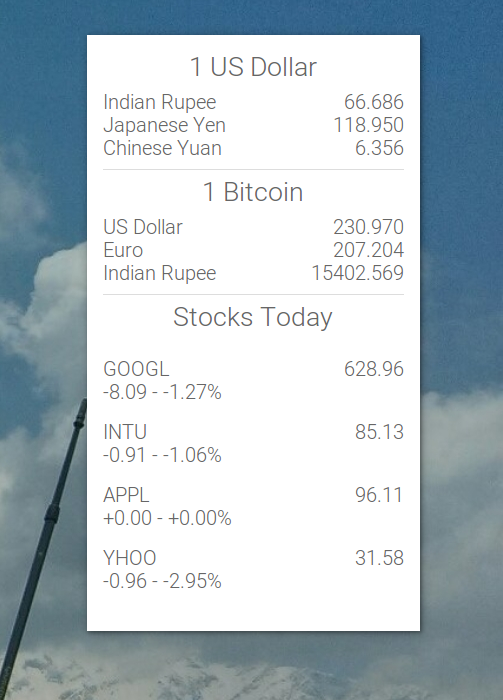 1 US Dollar
Indian Rupee 66.686
Japanese Yen 118.950
Chinese Yuan 6.356
1 Bitcoin
US Dollar 230.970
Euro 207.204
Indian Rupee 15402.569
Stocks Today
GOOGL 628.96
-8.09 - -1.27%
INTU 85.13
-0.91 - -1.06%
APPL 96.11
+0.00 - +0.00%
YHOO 31.58
-0.96 - -2.95%